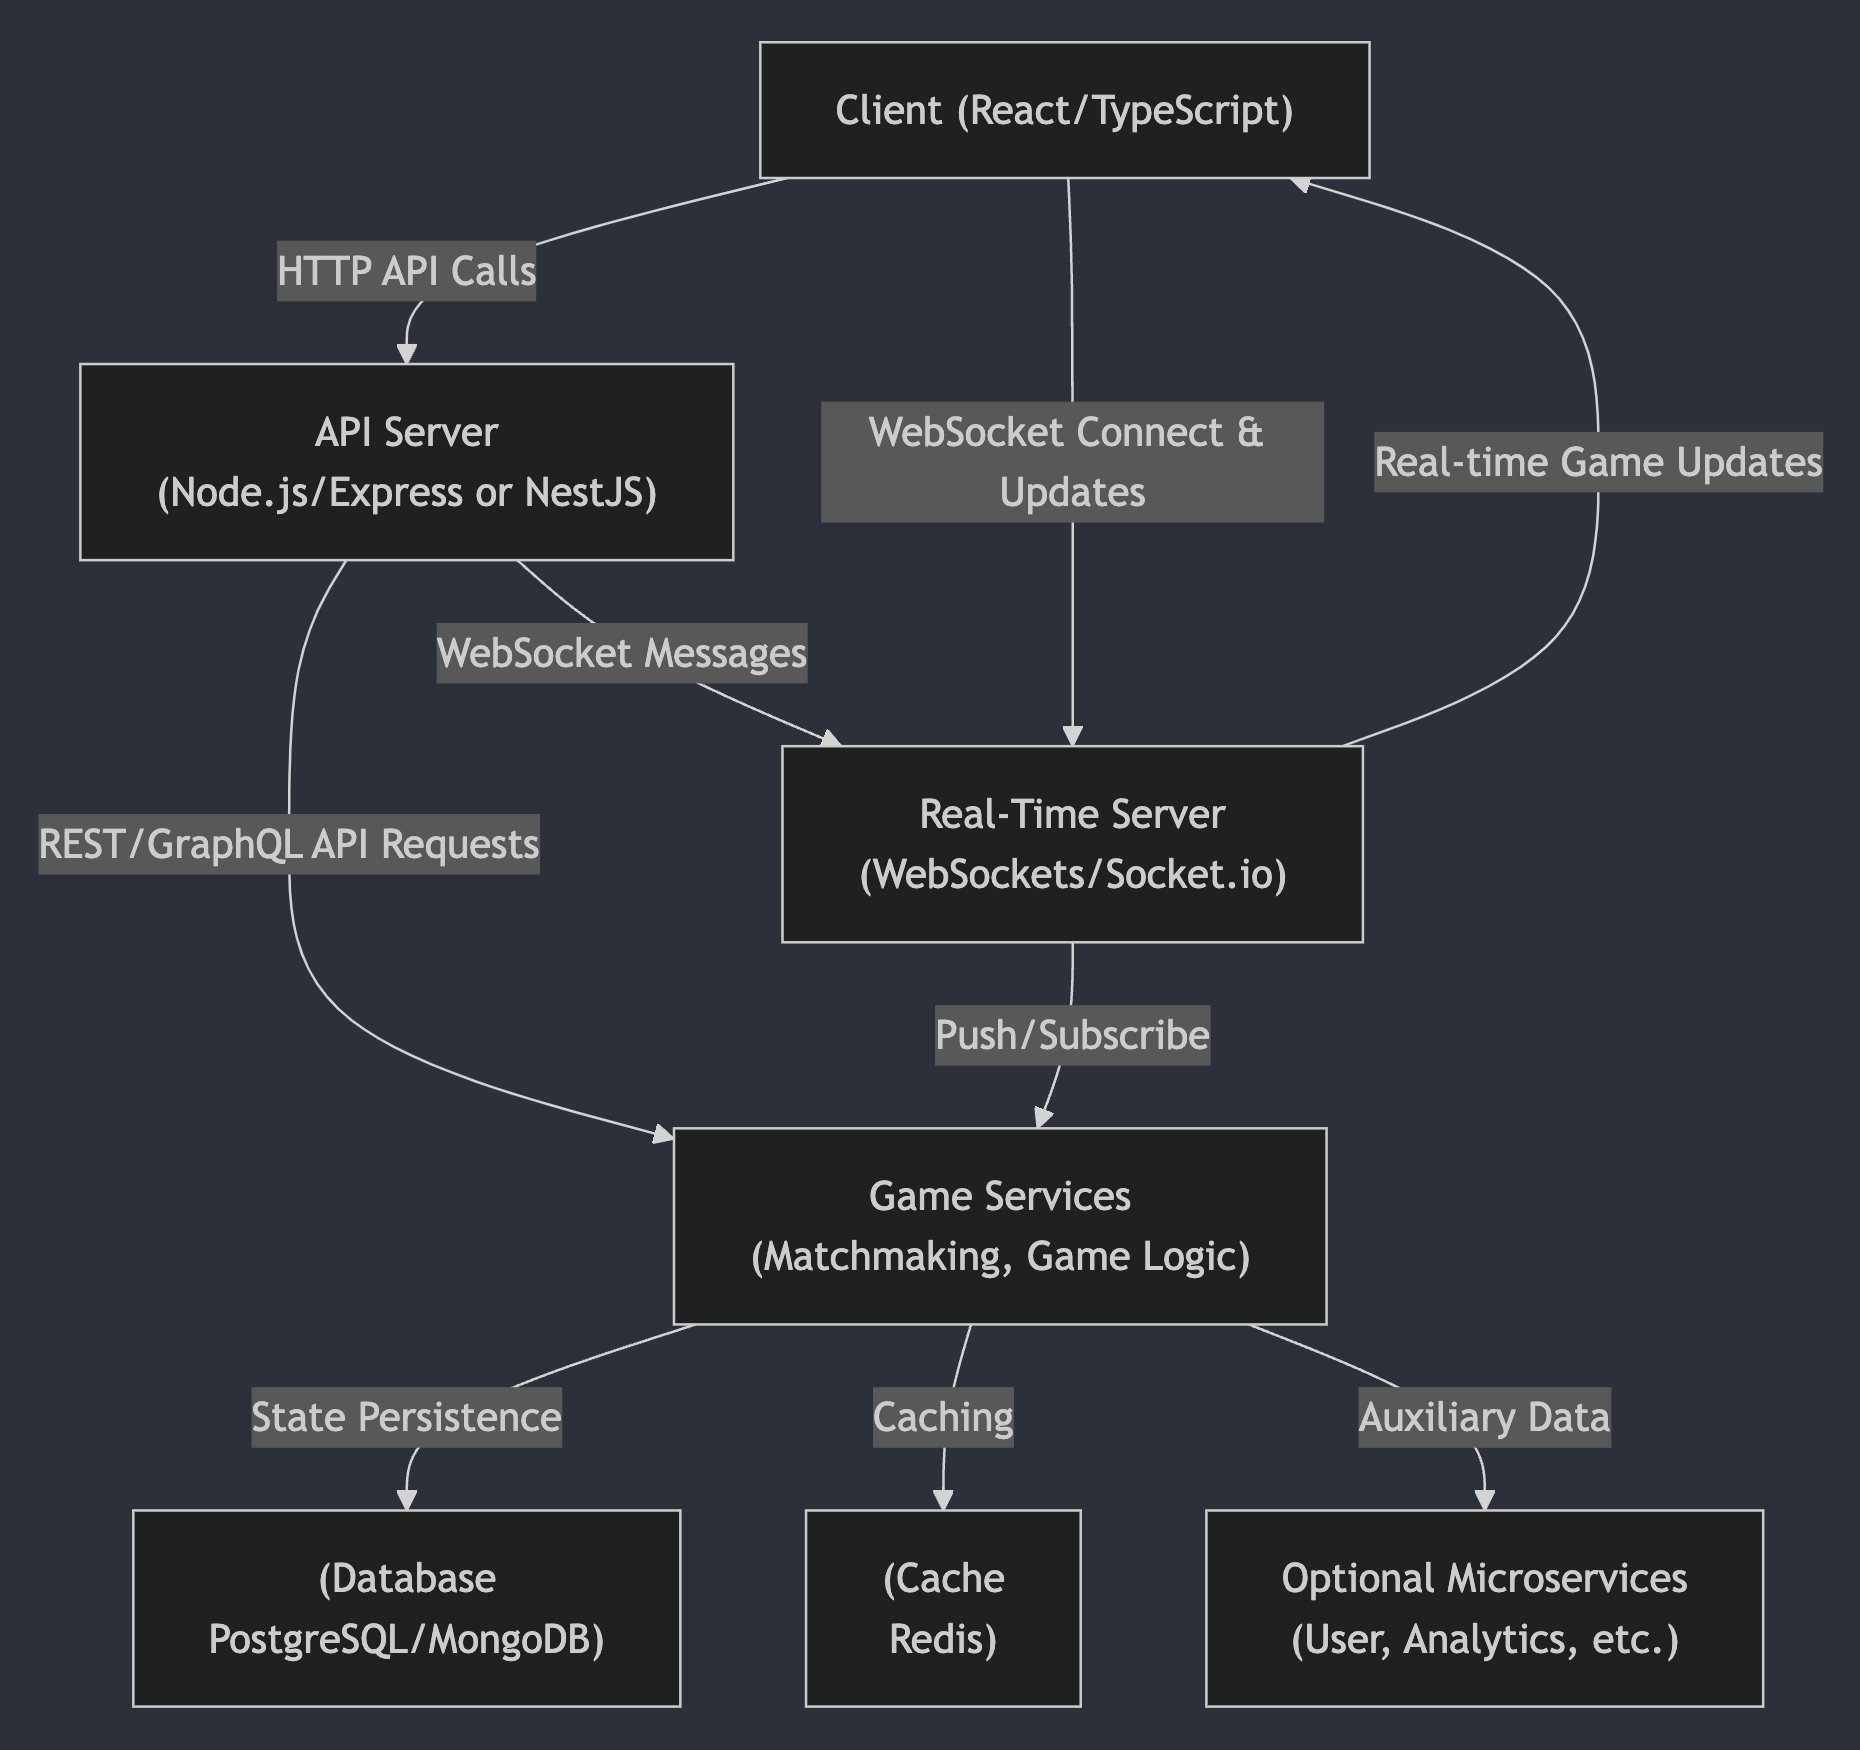 Client (React/TypeScript)
HTTP API Calls
API Server
(Node.js/Express or NestJS)
WebSocket Connect &
Updates
Real-time Game Updates
WebSocket Messages
Real-Time Server
(WebSockets/Socket.io)
REST/GraphQL API Requests
Push/Subscribe
Game Services
(Matchmaking, Game Logic)
State Persistence
Caching
Auxiliary Data
(Database
PostgreSQL/MongoDB)
(Cache
Redis)
Optional Microservices
(User, Analytics, etc.)